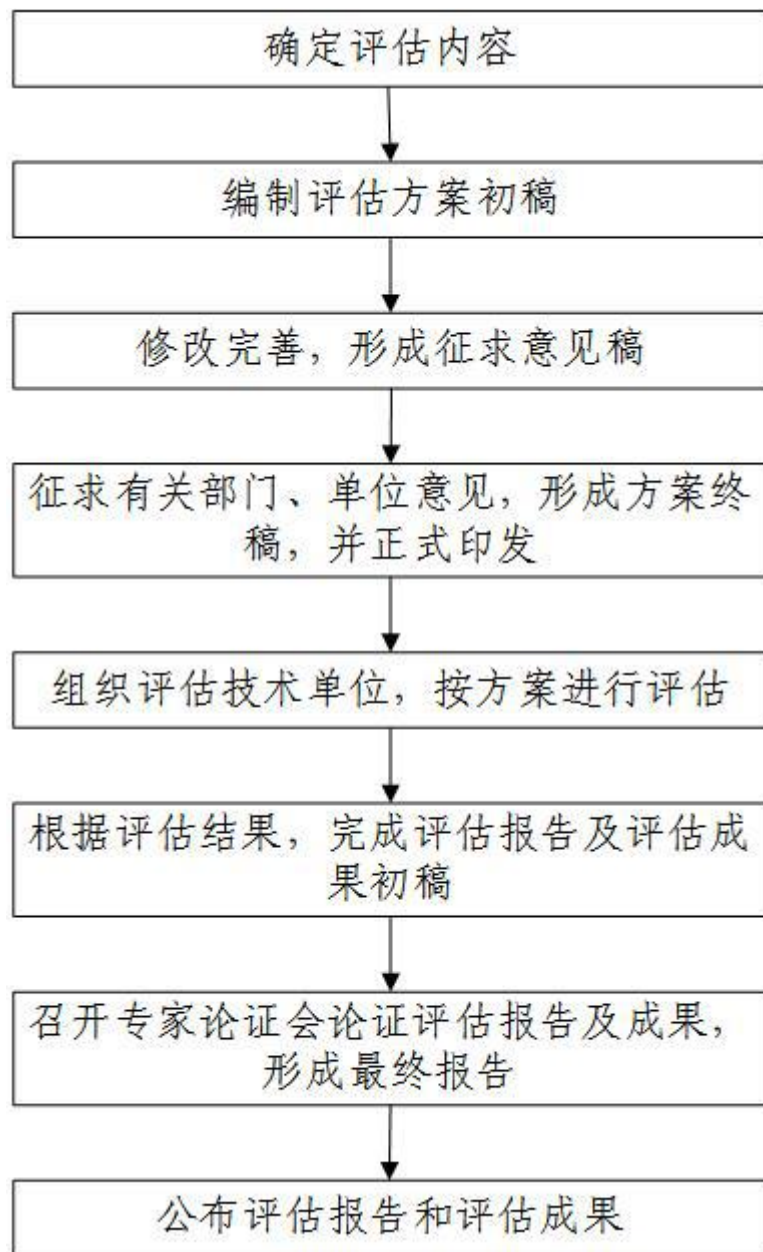 确定评估内容
编制评估方案初稿
修改完善，形成征求意见稿
征求有关部门、单位意见，形成方案终
稿，并正式印发
组织评估技术单位，按方案进行评估
根据评估结果，完成评估报告及评估成
果初稿
召开专家论证会论证评估报告及成果，
形成最终报告
公布评估报告和评估成果